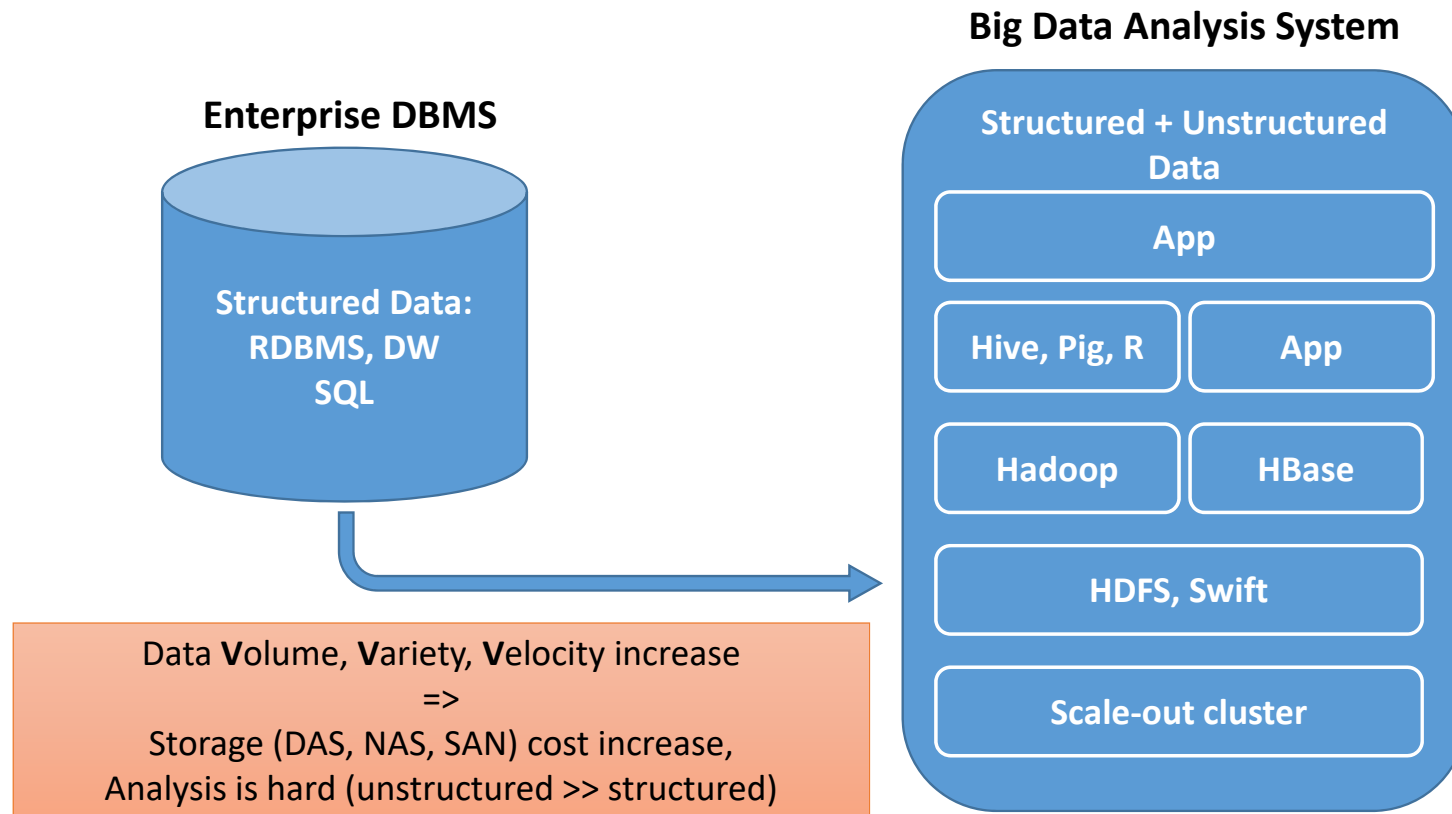 Big Data Analysis System
Enterprise DBMS
Structured Data:
RDBMS, DW
SQL
Structured + Unstructured
Data
App
Hive, Pig, R
App
Hadoop
HBase
HDFS, Swift
Scale-out cluster
Data Volume, Variety, Velocity increase
=>
Storage (DAS, NAS, SAN) cost increase,
Analysis is hard (unstructured >> structured)